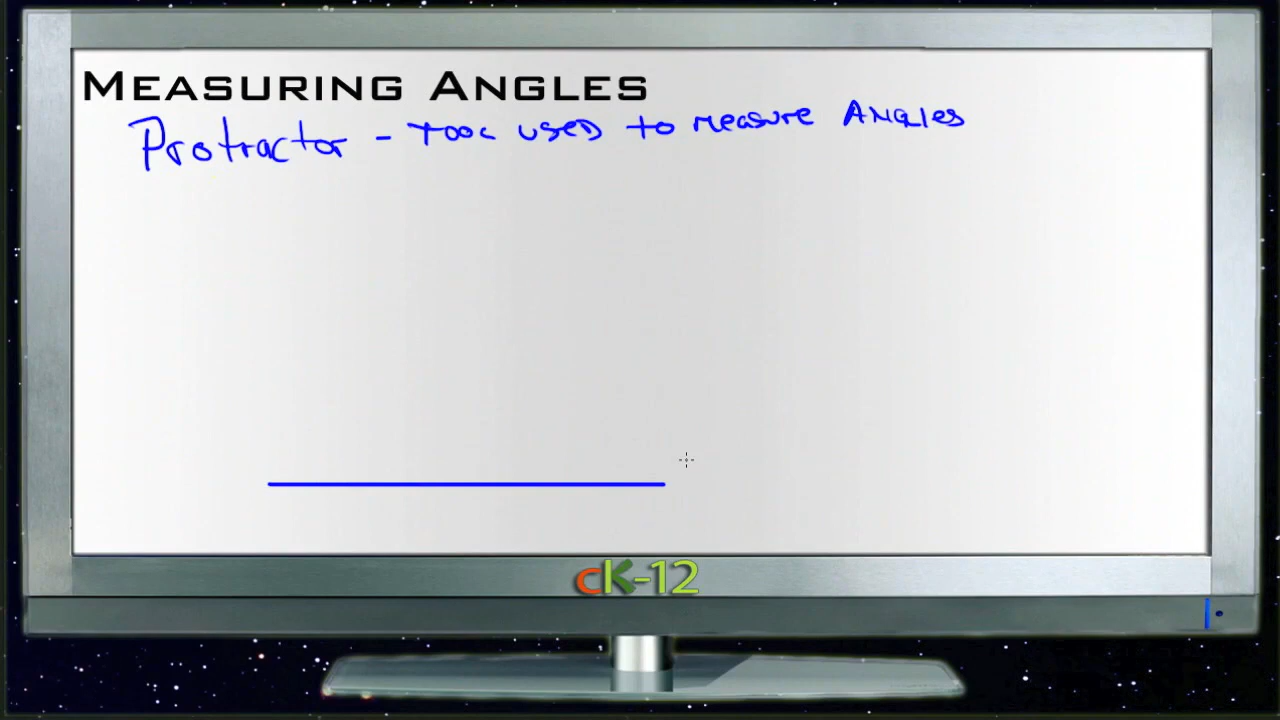 MEASURING ANGLES
Protractor - TOOL USED TO MEASURE ANGLES
cK-12